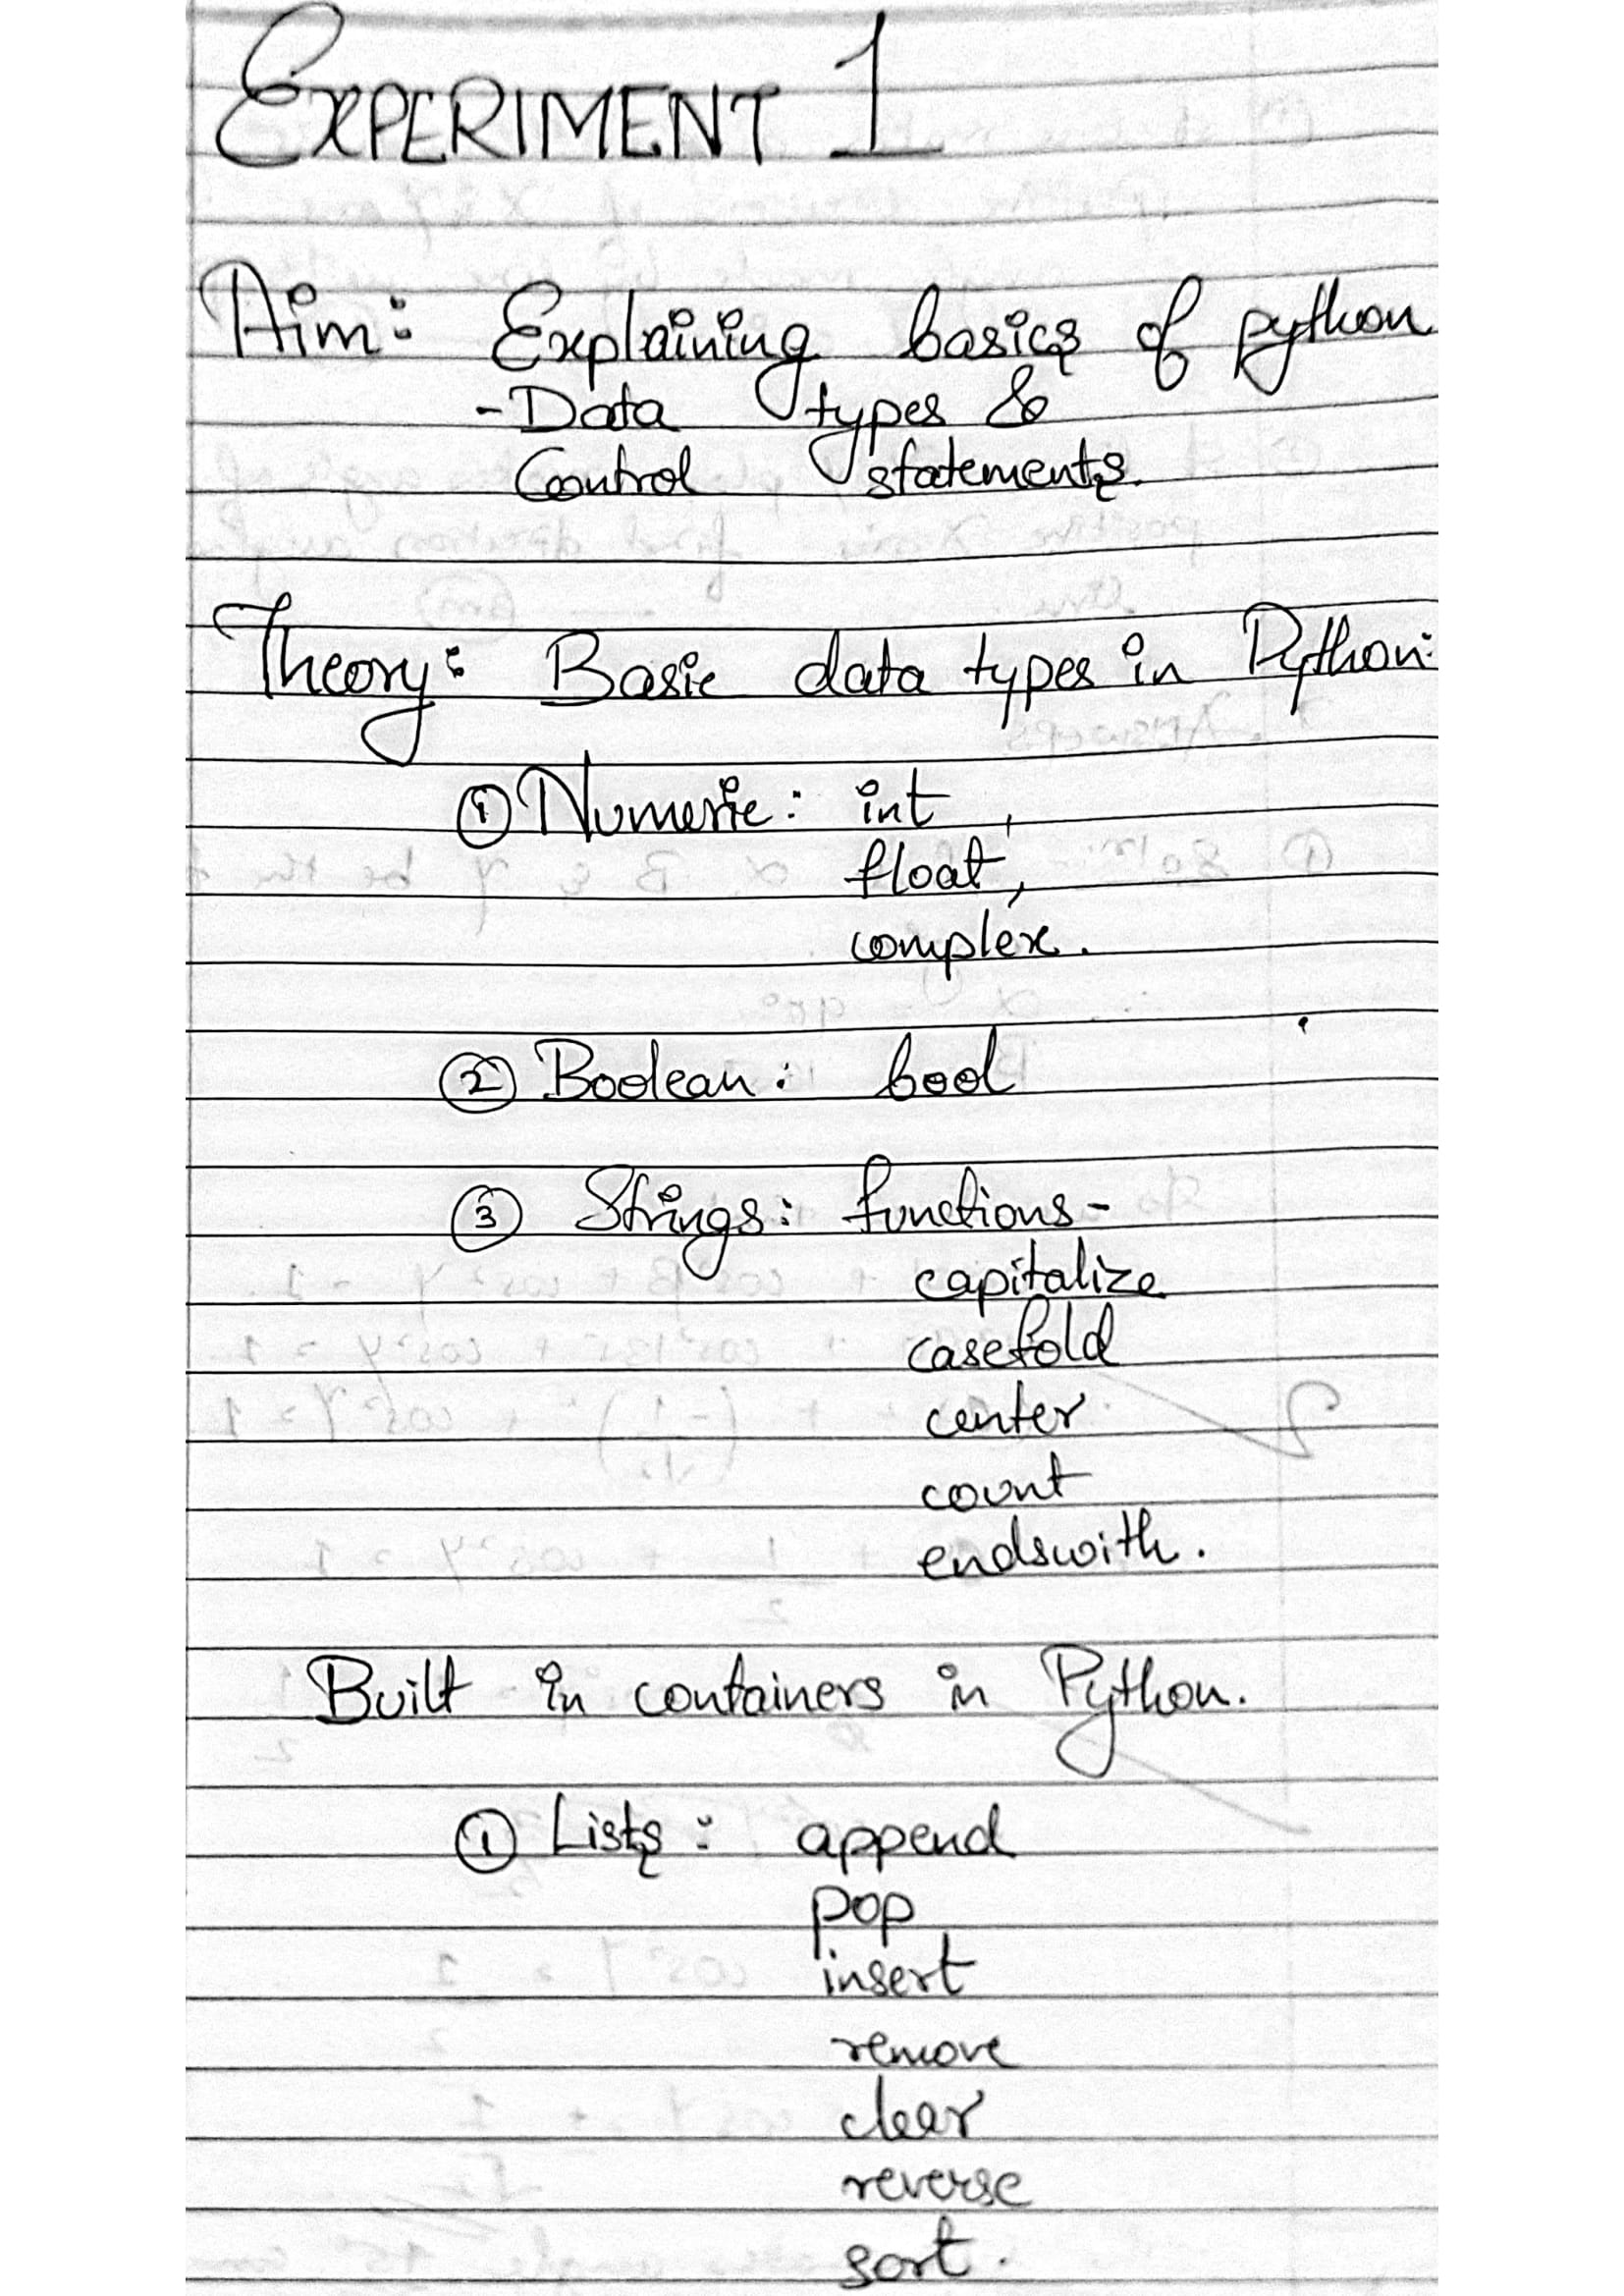 EXPERIMENT 1
Aim: Explaining basics of python
- Data types &
Control statements.
Theory: Basic data types in Python:
① Numeric: int,
float,
complex.
② Boolean: bool
③ Strings: functions-
capitalize
casefold
center
count
endswith.
Built in containers in Python.
① Lists: append
pop
insert
remove
clear
reverse
sort.